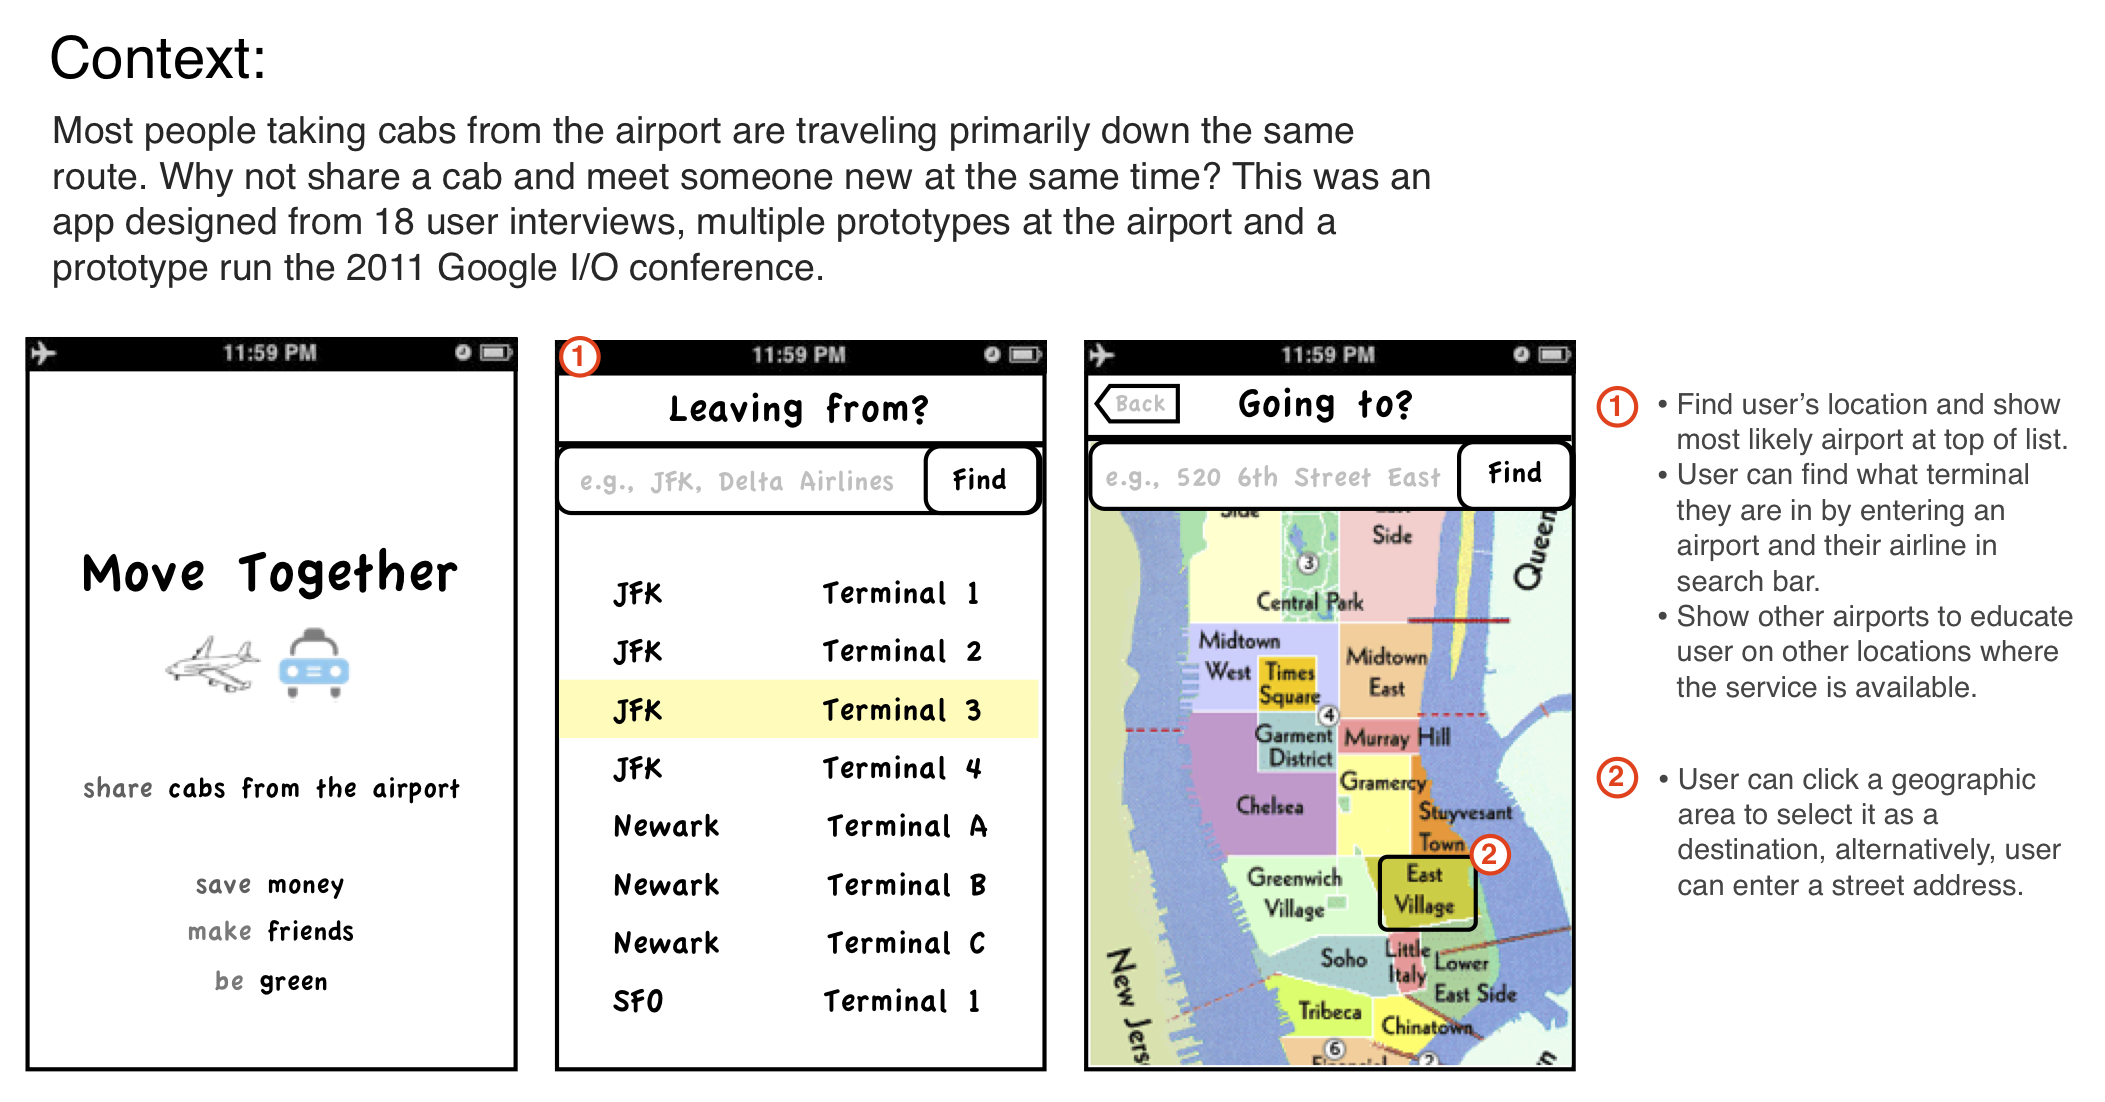 Context:
Most people taking cabs from the airport are traveling primarily down the same
route. Why not share a cab and meet someone new at the same time? This was an
app designed from 18 user interviews, multiple prototypes at the airport and a
prototype run the 2011 Google I/O conference.
11:59 PM
Move Together
share cabs from the airport
save money
make friends
be green
1
11:59 PM
Leaving from?
e.g., JFK, Delta Airlines
Find
JFK Terminal 1
JFK Terminal 2
JFK Terminal 3
JFK Terminal 4
Newark Terminal A
Newark Terminal B
Newark Terminal C
SFO Terminal 1
11:59 PM
Back
Going to?
e.g., 520 6th Street East
Find
Side
Side
Queen
3
Central Park
Midtown
West
Times
Square
Midtown
East
4
Garment
District
Murray Hill
Gramercy
Chelsea
Stuyvesant
Town
2
Greenwich
Village
East
Village
Soho
Little
Italy
Lower
East Side
New Jers
Tribeca
Chinatown
6
2
1
• Find user's location and show
most likely airport at top of list.
• User can find what terminal
they are in by entering an
airport and their airline in
search bar.
• Show other airports to educate
user on other locations where
the service is available.
2
• User can click a geographic
area to select it as a
destination, alternatively, user
can enter a street address.